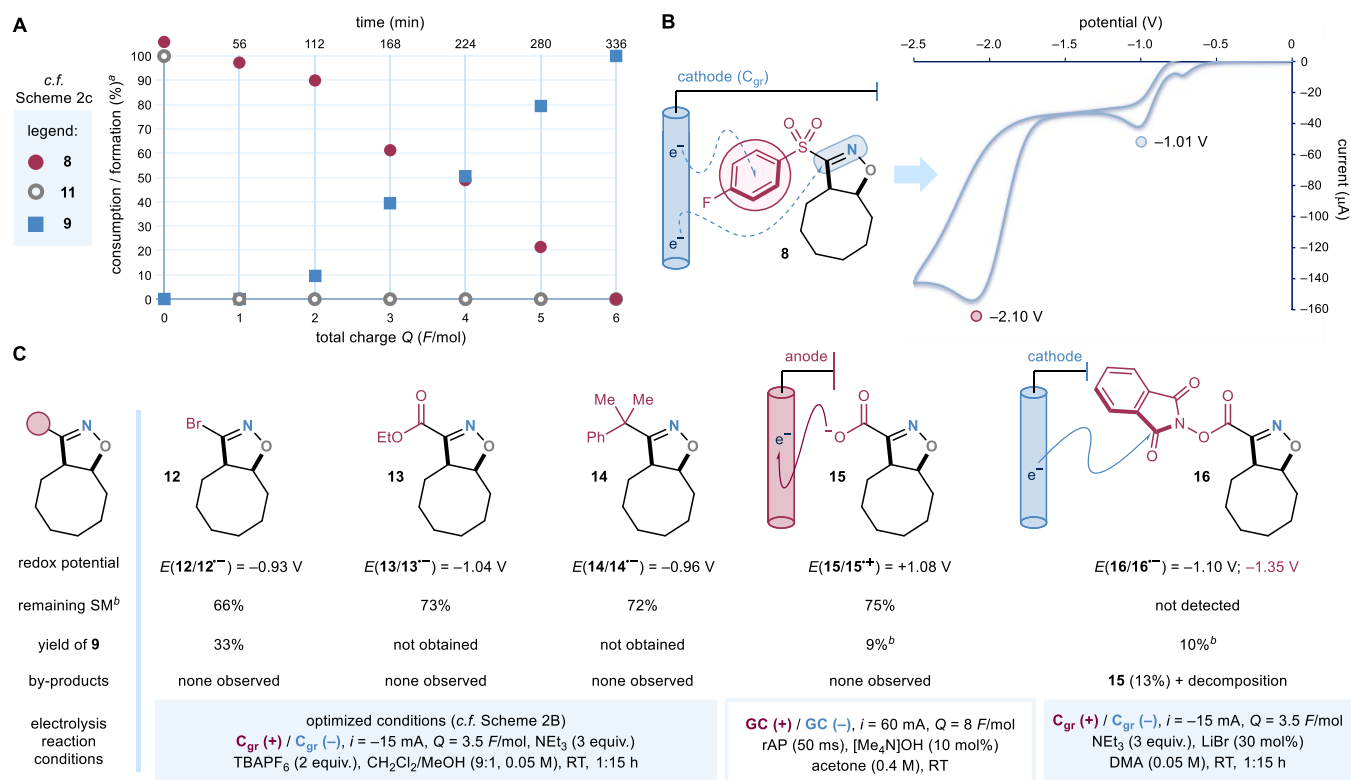 A
time (min)
56 112 168 224 280 336
c.f.
Scheme 2c
legend:
8
11
9
consumption / formation (%)ᵃ
100
90
80
70
60
50
40
30
20
10
0
0 1 2 3 4 5 6
total charge Q (F/mol)
B
cathode (Cgr)
e⁻
e⁻
O O
S
N
O
F
8
potential (V)
−2.5 −2.0 −1.5 −1.0 −0.5 0
0
−20
−40
−60
−80
−100
−120
−140
−160
current (μA)
−1.01 V
−2.10 V
C
N
O
Br
N
O
12
O
EtO
N
O
13
Me
Me
Ph
N
O
14
anode
e⁻
O
⁻O
N
O
15
cathode
e⁻
O
N
O
O
O
N
O
16
redox potential
E(12/12•−) = −0.93 V
E(13/13•−) = −1.04 V
E(14/14•−) = −0.96 V
E(15/15•+) = +1.08 V
E(16/16•−) = −1.10 V; −1.35 V
remaining SMᵇ
66%
73%
72%
75%
not detected
yield of 9
33%
not obtained
not obtained
9%ᵇ
10%ᵇ
by-products
none observed
none observed
none observed
none observed
15 (13%) + decomposition
electrolysis
reaction
conditions
optimized conditions (c.f. Scheme 2B)
Cgr (+) / Cgr (−), i = −15 mA, Q = 3.5 F/mol, NEt₃ (3 equiv.)
TBAPF₆ (2 equiv.), CH₂Cl₂/MeOH (9:1, 0.05 M), RT, 1:15 h
GC (+) / GC (−), i = 60 mA, Q = 8 F/mol
rAP (50 ms), [Me₄N]OH (10 mol%)
acetone (0.4 M), RT
Cgr (+) / Cgr (−), i = −15 mA, Q = 3.5 F/mol
NEt₃ (3 equiv.), LiBr (30 mol%)
DMA (0.05 M), RT, 1:15 h